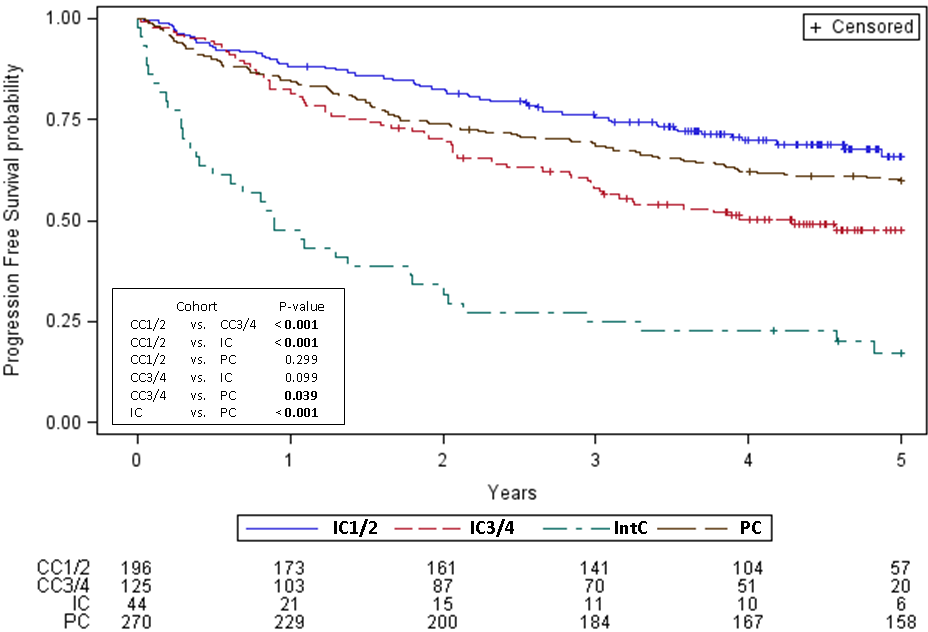 + Censored
1.00
0.75
0.50
0.25
0.00
Progression Free Survival probability
Cohort P-value
CC1/2 vs. CC3/4 <0.001
CC1/2 vs. IC <0.001
CC1/2 vs. PC 0.299
CC3/4 vs. IC 0.099
CC3/4 vs. PC 0.039
IC vs. PC <0.001
0 1 2 3 4 5
Years
IC1/2 IC3/4 IntC PC
CC1/2 196 173 161 141 104 57
CC3/4 125 103 87 70 51 20
IC 44 21 15 11 10 6
PC 270 229 200 184 167 158